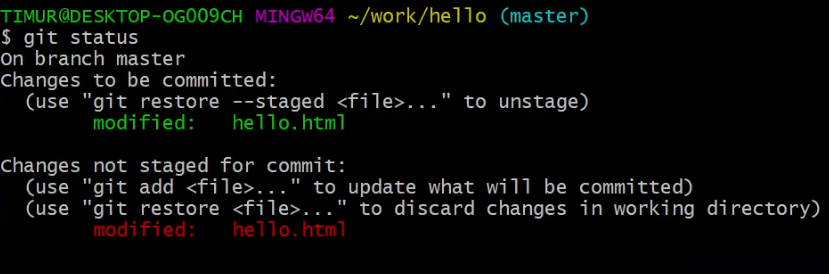 TIMUR@DESKTOP-OG0O9CH MINGW64 ~/work/hello (master)
$ git status
On branch master
Changes to be committed:
  (use "git restore --staged <file>..." to unstage)
        modified:   hello.html

Changes not staged for commit:
  (use "git add <file>..." to update what will be committed)
  (use "git restore <file>..." to discard changes in working directory)
        modified:   hello.html